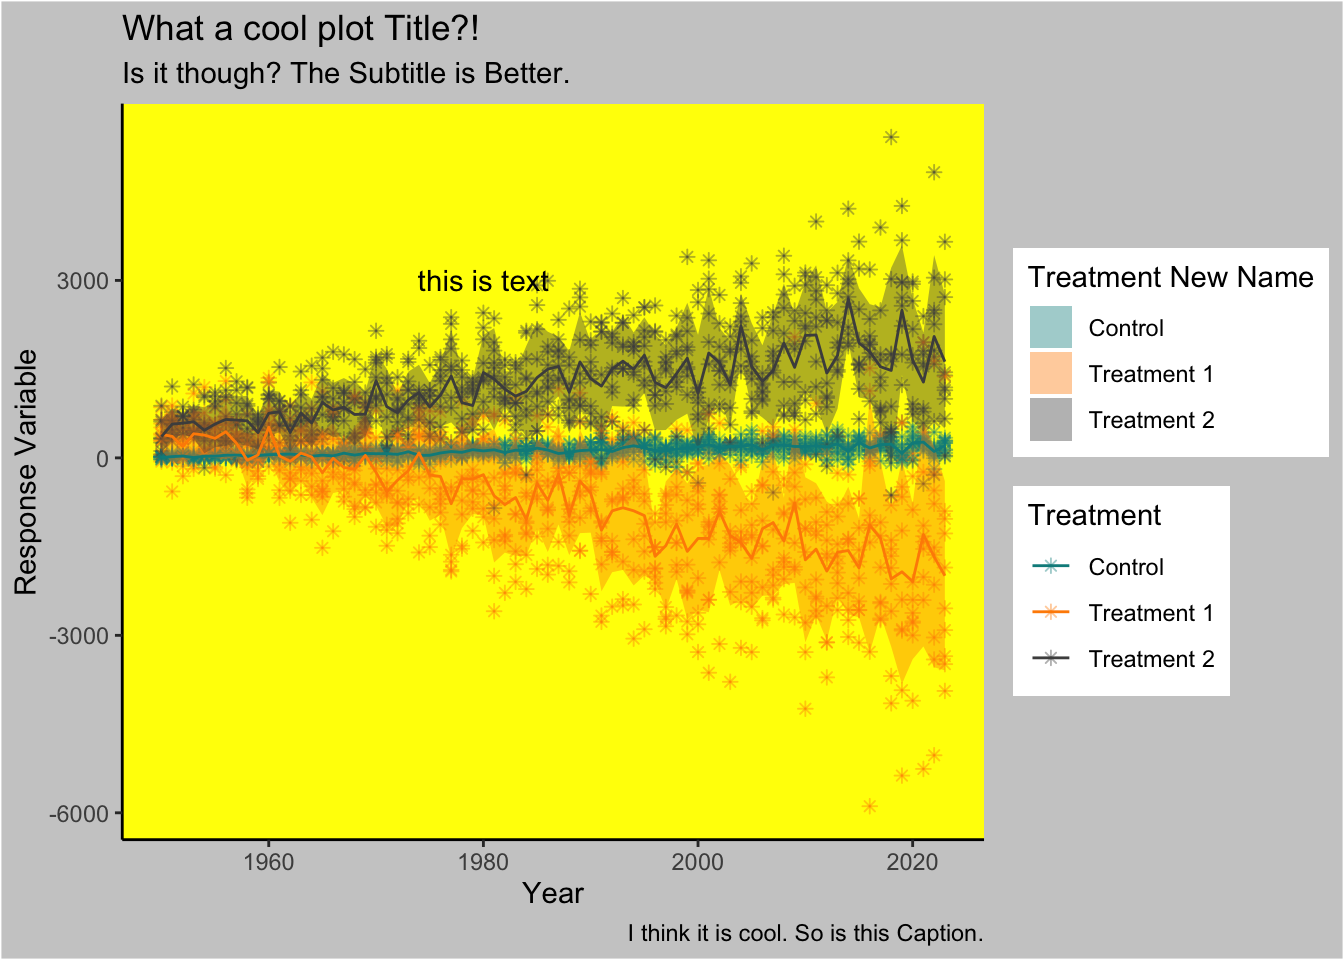 What a cool plot Title?!
Is it though? The Subtitle is Better.
Response Variable
3000
0
-3000
-6000
this is text
1960
1980
2000
2020
Year
I think it is cool. So is this Caption.
Treatment New Name
Control
Treatment 1
Treatment 2
Treatment
Control
Treatment 1
Treatment 2